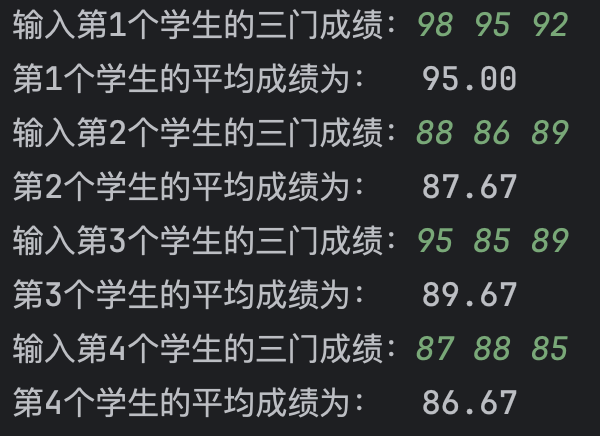 输入第1个学生的三门成绩：98 95 92
第1个学生的平均成绩为：  95.00
输入第2个学生的三门成绩：88 86 89
第2个学生的平均成绩为：  87.67
输入第3个学生的三门成绩：95 85 89
第3个学生的平均成绩为：  89.67
输入第4个学生的三门成绩：87 88 85
第4个学生的平均成绩为：  86.67